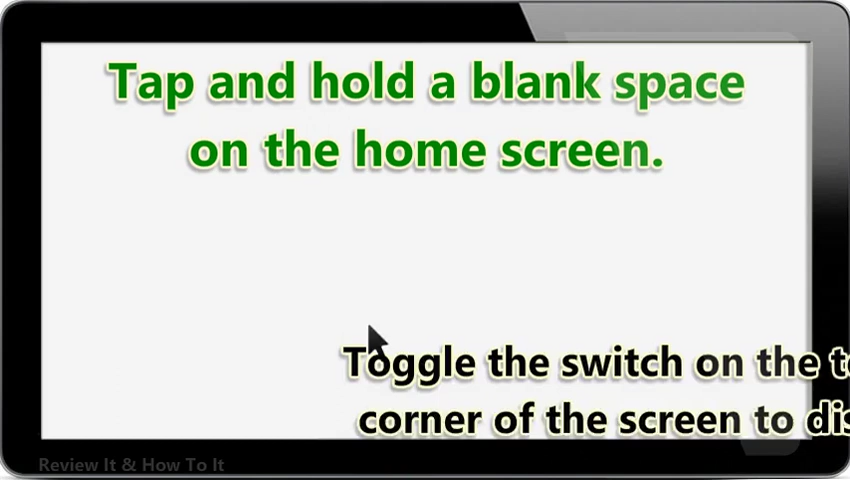 Tap and hold a blank space
on the home screen.
Toggle the switch on the
corner of the screen to
Review It & How To It